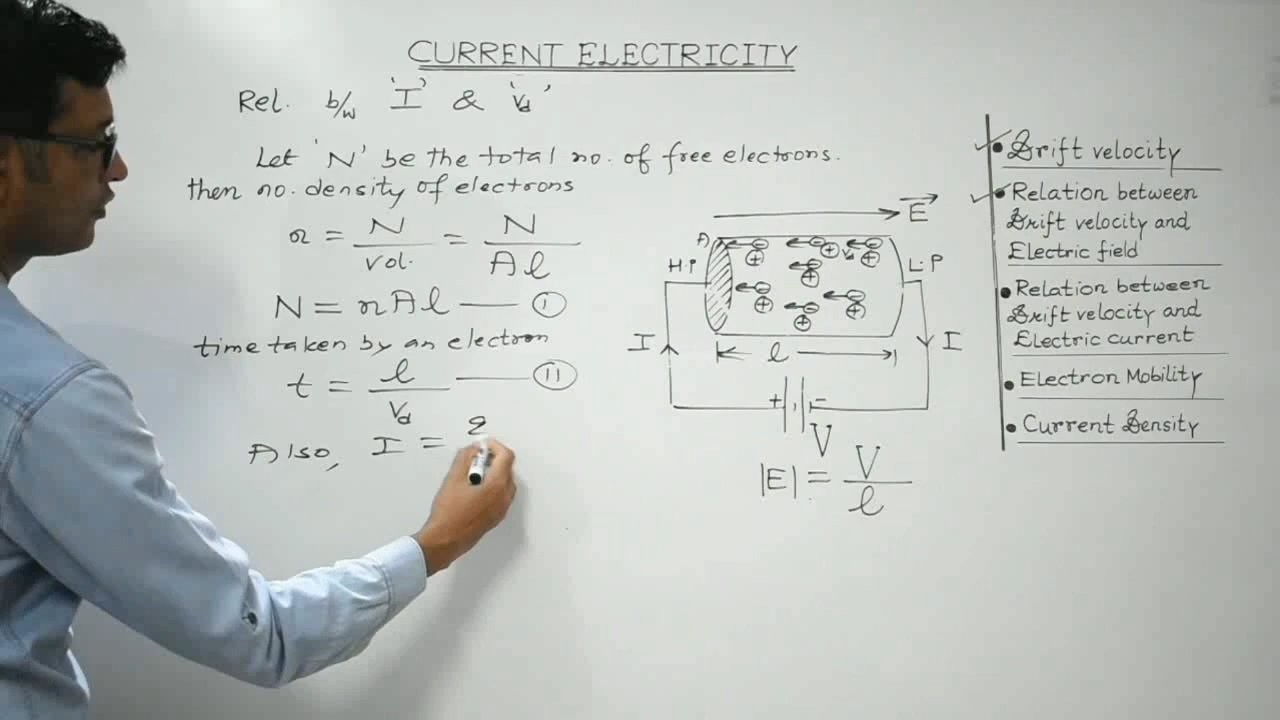 CURRENT ELECTRICITY
Rel. b/w 'I' & 'Vd'
Let 'N' be the total no. of free electrons.
then no. density of electrons
n = N / Vol. = N / Al
N = nAl — (I)
time taken by an electron
t = l / Vd — (II)
Also, I = q
E
A
H.P
L.P
I
l
I
+ -
V
|E| = V / l
• Drift velocity
• Relation between
Drift velocity and
Electric field
• Relation between
Drift velocity and
Electric current
• Electron Mobility
• Current Density